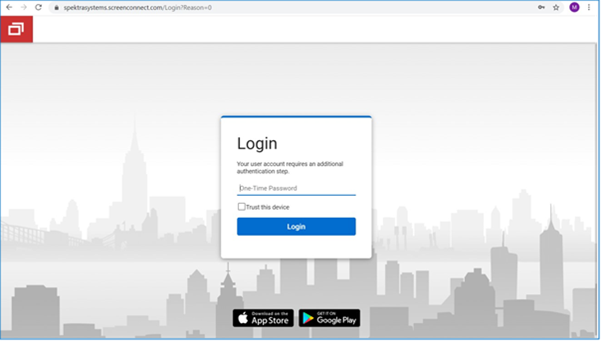 spektrasystems.screenconnect.com/Login?Reason=0
M
Login
Your user account requires an additional
authentication step.
One-Time Password
Trust this device
Login
Download on the
App Store
GET IT ON
Google Play